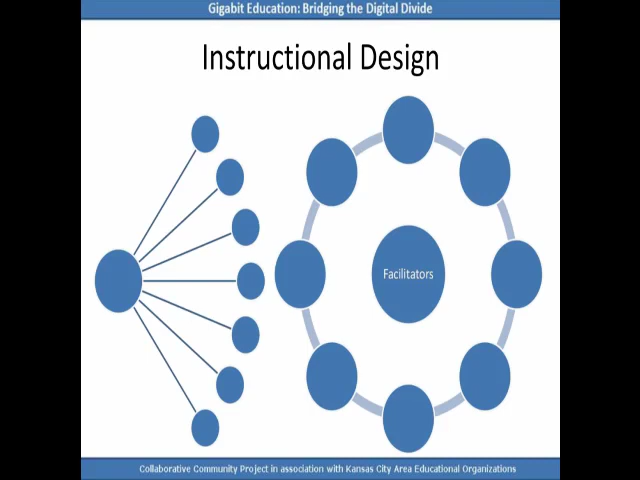 Gigabit Education: Bridging the Digital Divide
Instructional Design
Facilitators
Collaborative Community Project in association with Kansas City Area Educational Organizations